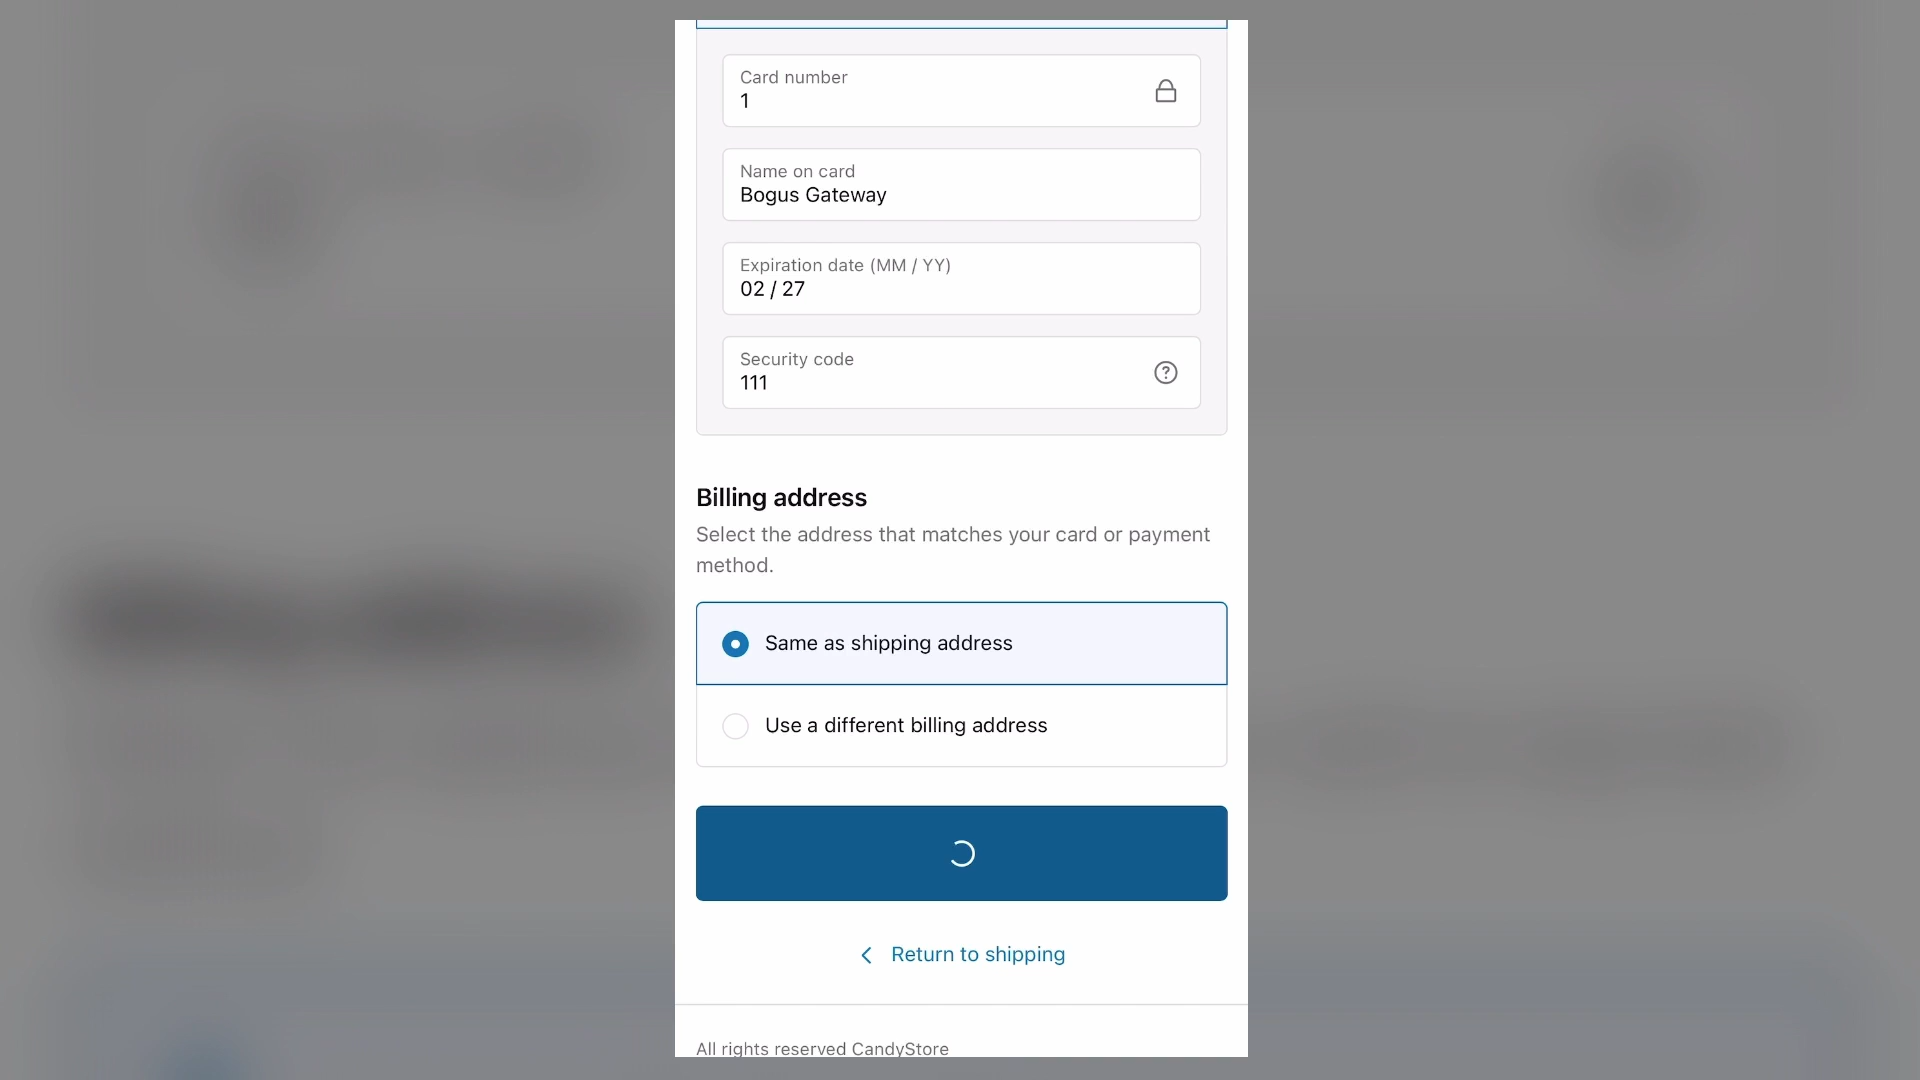 Card number
1
Name on card
Bogus Gateway
Expiration date (MM / YY)
02 / 27
Security code
111
Billing address
Select the address that matches your card or payment
method.
Same as shipping address
Use a different billing address
Return to shipping
All rights reserved CandyStore